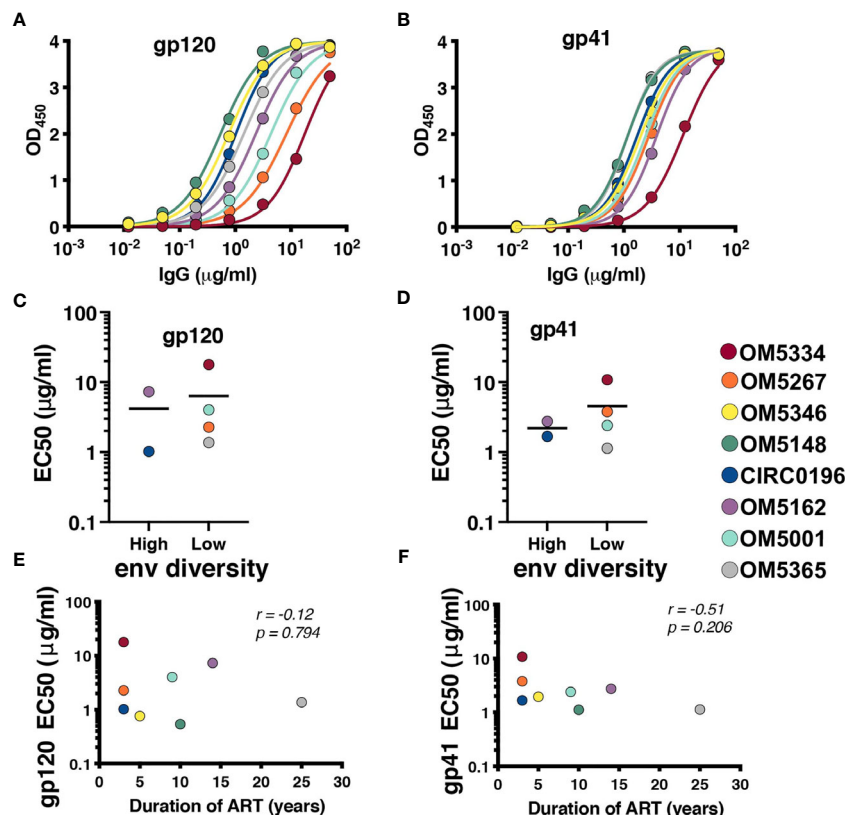 A
gp120
OD450
4
3
2
1
0
10-3
10-2
10-1
100
101
102
IgG (μg/ml)
B
gp41
OD450
4
3
2
1
0
10-3
10-2
10-1
100
101
102
IgG (μg/ml)
C
gp120
EC50 (μg/ml)
100
10
1
0.1
High
Low
env diversity
D
gp41
EC50 (μg/ml)
100
10
1
0.1
High
Low
env diversity
OM5334
OM5267
OM5346
OM5148
CIRC0196
OM5162
OM5001
OM5365
E
r = -0.12
p = 0.794
gp120 EC50 (μg/ml)
100
10
1
0.1
0
5
10
15
20
25
30
Duration of ART (years)
F
r = -0.51
p = 0.206
gp41 EC50 (μg/ml)
100
10
1
0.1
0
5
10
15
20
25
30
Duration of ART (years)